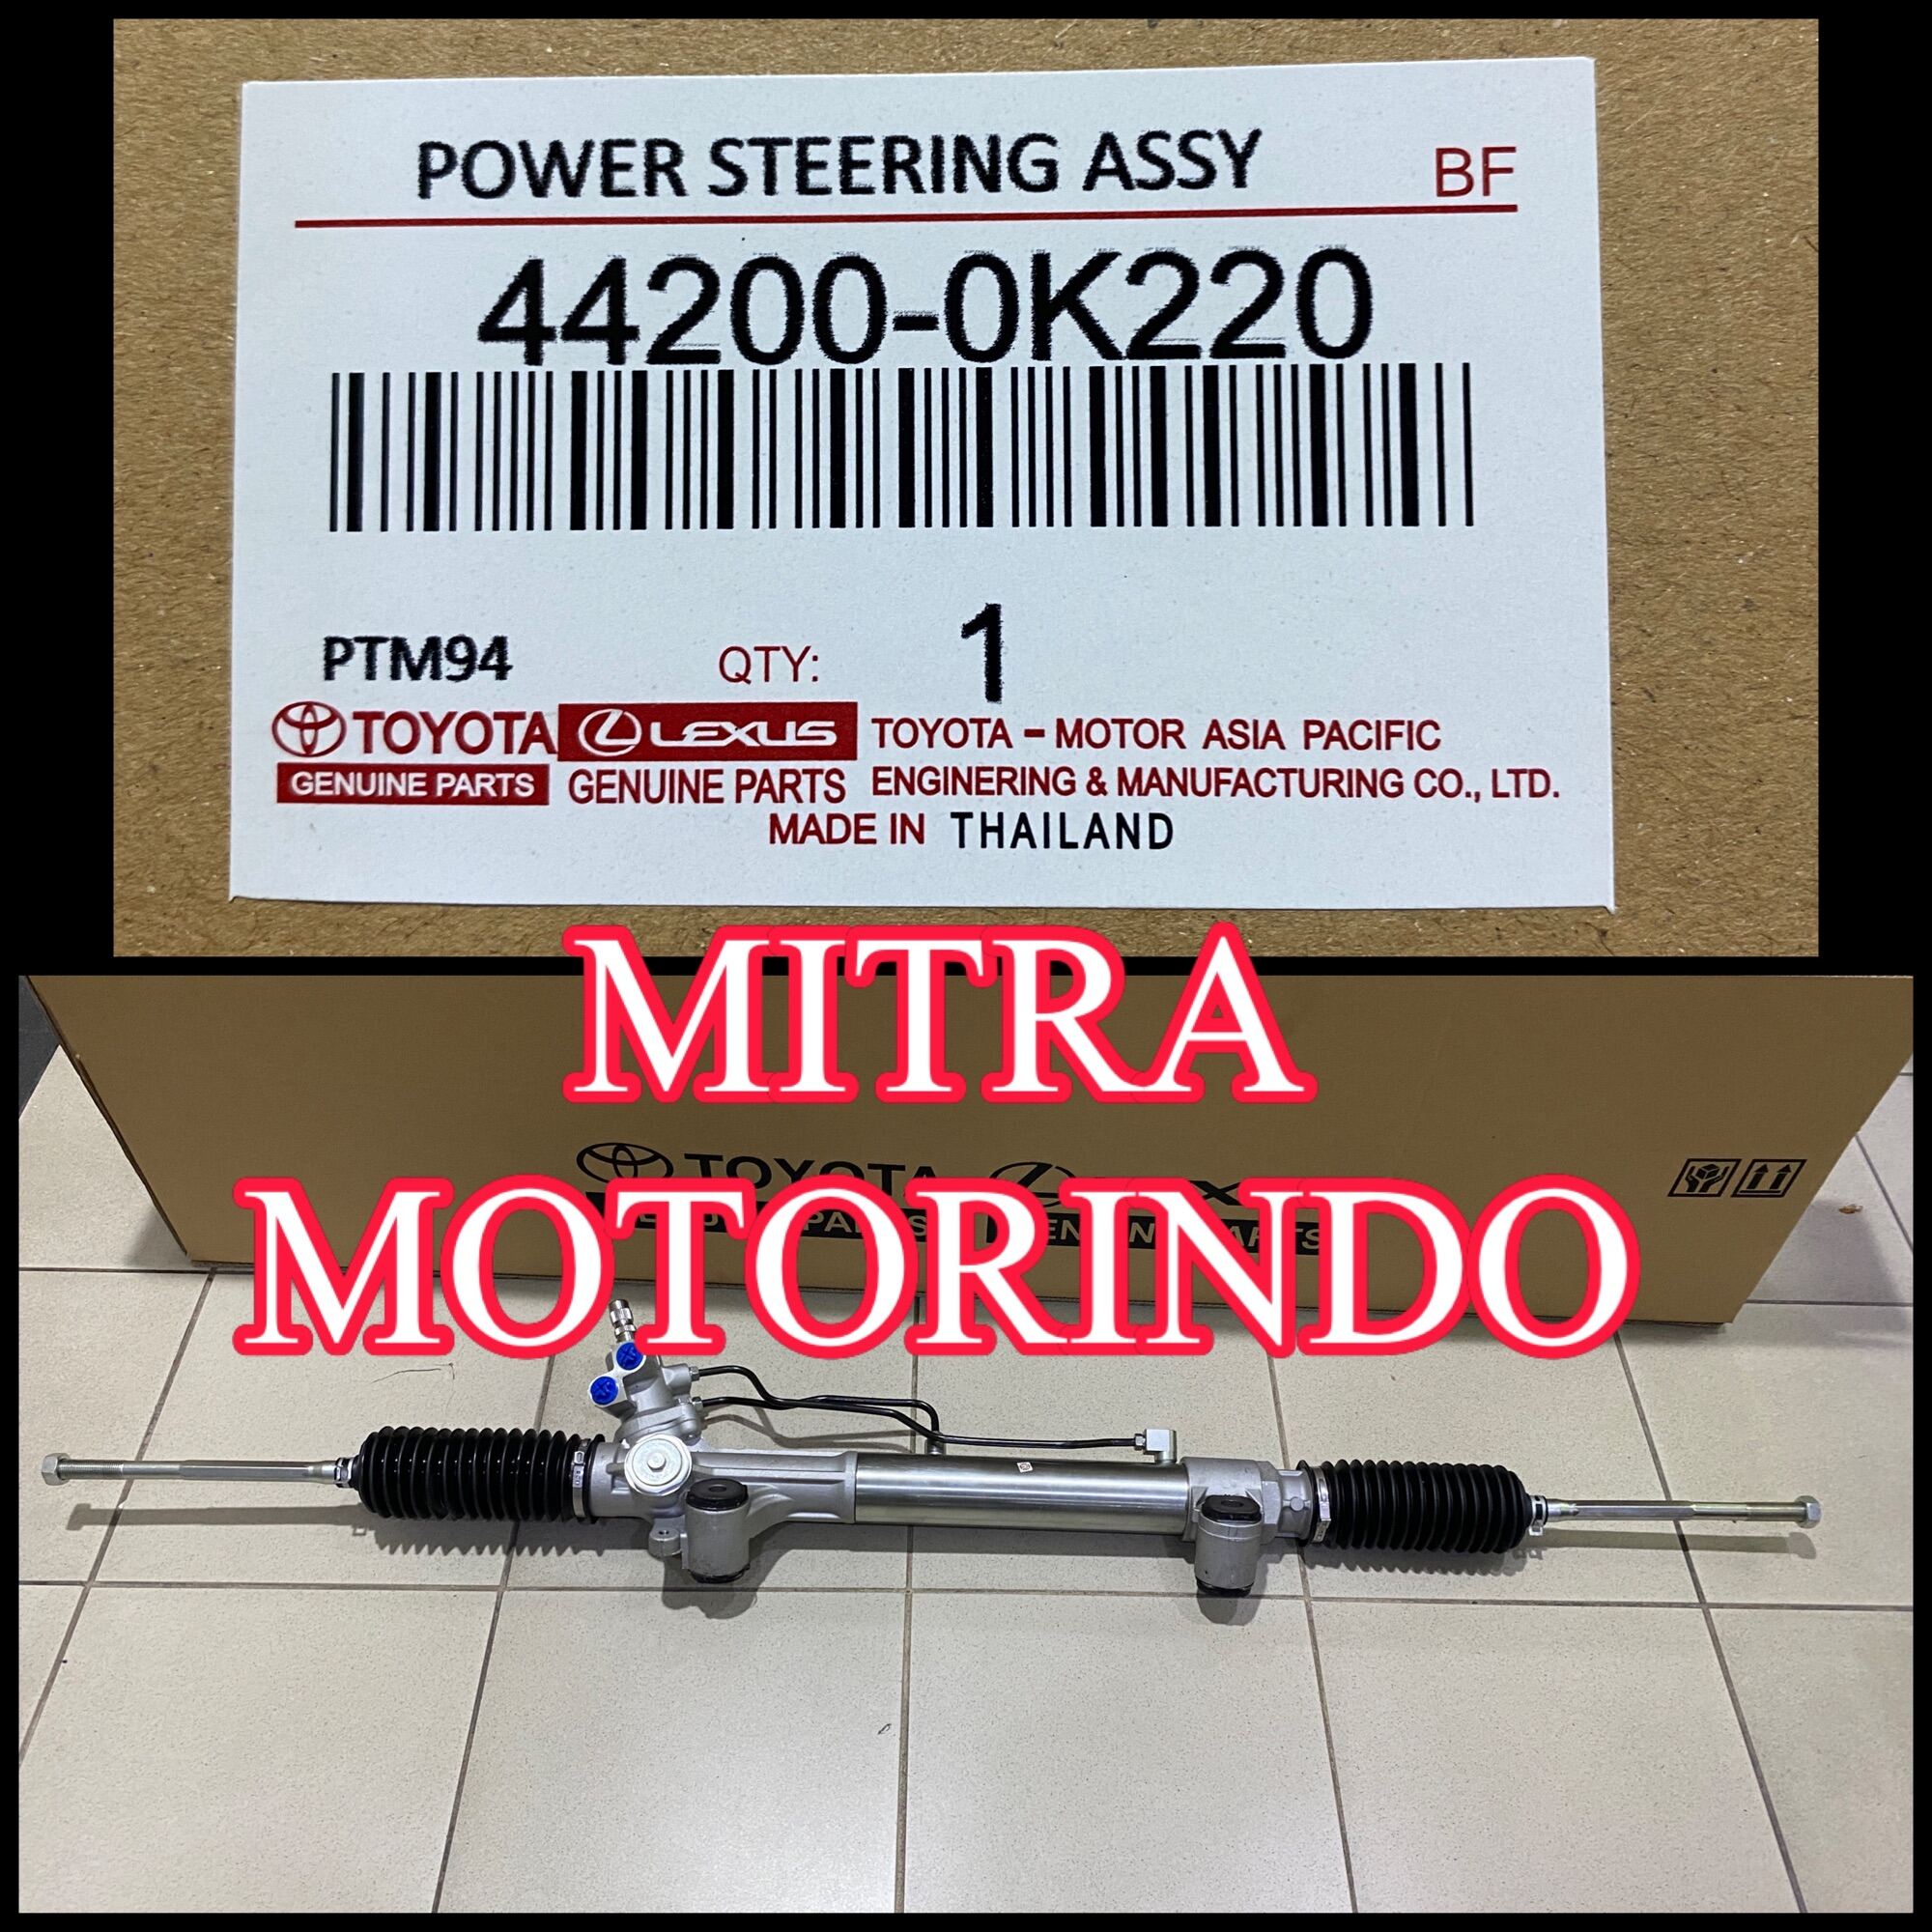 POWER STEERING ASSY BF
44200-0K220
PTM94 QTY: 1
TOYOTA LEXUS TOYOTA - MOTOR ASIA PACIFIC
GENUINE PARTS GENUINE PARTS ENGINERING & MANUFACTURING CO., LTD.
MADE IN THAILAND
MITRA
TOYOTA
MOTORINDO